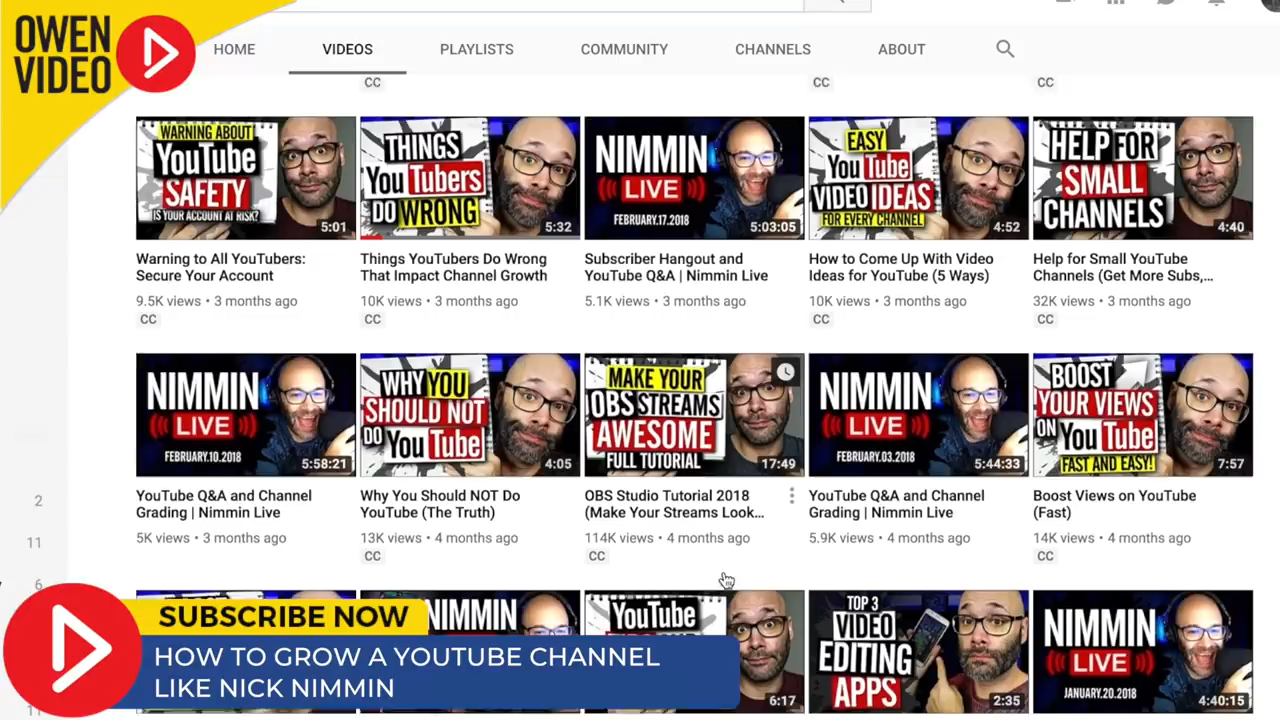 OWEN
VIDEO
HOME
VIDEOS
PLAYLISTS
COMMUNITY
CHANNELS
ABOUT
CC
CC
CC
WARNING ABOUT
YouTube
SAFETY
IS YOUR ACCOUNT AT RISK?
5:01
THINGS
YouTubers
DO WRONG
5:32
NIMMIN
LIVE
FEBRUARY.17.2018
5:03:05
EASY
YouTube
VIDEO IDEAS
FOR EVERY CHANNEL
4:52
HELP FOR
SMALL
CHANNELS
4:40
Warning to All YouTubers:
Secure Your Account
9.5K views • 3 months ago
CC
Things YouTubers Do Wrong
That Impact Channel Growth
10K views • 3 months ago
CC
Subscriber Hangout and
YouTube Q&A | Nimmin Live
5.1K views • 3 months ago
How to Come Up With Video
Ideas for YouTube (5 Ways)
10K views • 3 months ago
CC
Help for Small YouTube
Channels (Get More Subs,...
32K views • 3 months ago
CC
NIMMIN
LIVE
FEBRUARY.10.2018
5:58:21
WHY YOU
SHOULD NOT
DO YouTube
4:05
MAKE YOUR
OBS STREAMS
AWESOME
FULL TUTORIAL
17:49
NIMMIN
LIVE
FEBRUARY.03.2018
5:44:33
BOOST
YOUR VIEWS
ON YouTube
FAST AND EASY!
7:57
YouTube Q&A and Channel
Grading | Nimmin Live
5K views • 3 months ago
Why You Should NOT Do
YouTube (The Truth)
13K views • 4 months ago
CC
OBS Studio Tutorial 2018
(Make Your Streams Look...
114K views • 4 months ago
CC
YouTube Q&A and Channel
Grading | Nimmin Live
5.9K views • 4 months ago
Boost Views on YouTube
(Fast)
14K views • 4 months ago
CC
2
11
6
NIMMIN
YouTube
6:17
TOP 3
VIDEO
EDITING
APPS
2:35
NIMMIN
LIVE
JANUARY.20.2018
4:40:15
SUBSCRIBE NOW
HOW TO GROW A YOUTUBE CHANNEL
LIKE NICK NIMMIN